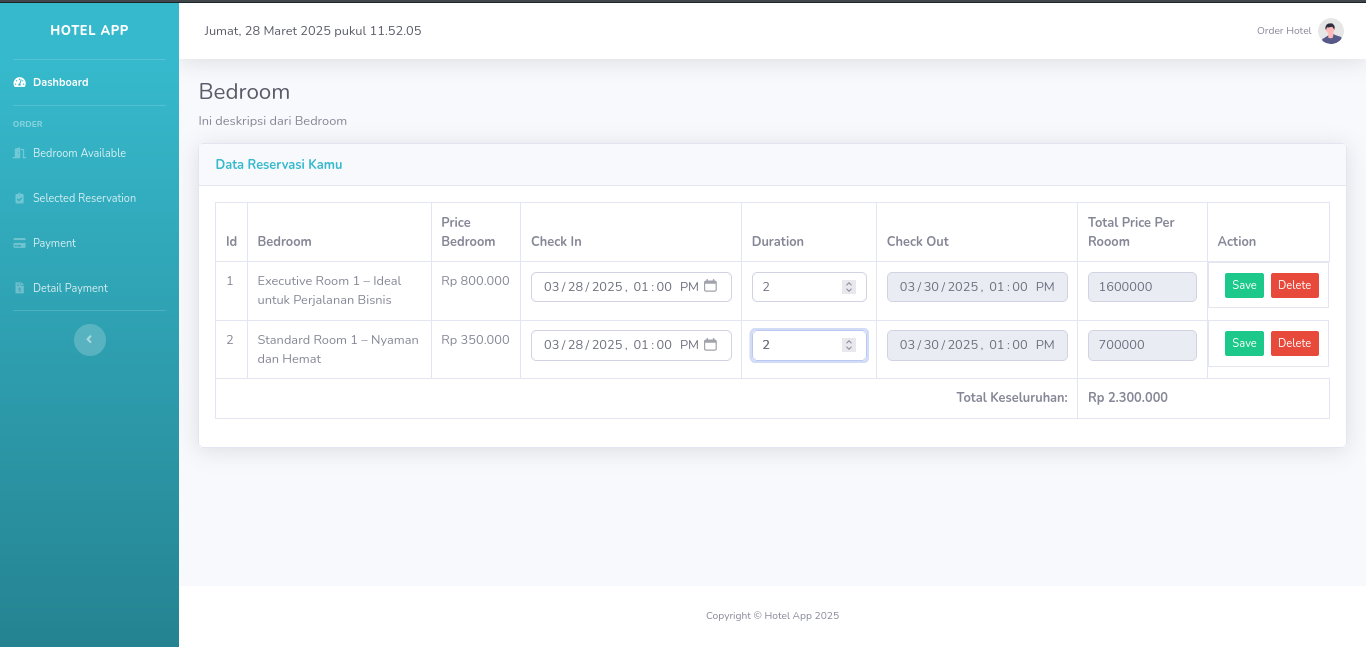 HOTEL APP
Jumat, 28 Maret 2025 pukul 11.52.05
Order Hotel
Dashboard
ORDER
Bedroom Available
Selected Reservation
Payment
Detail Payment
Bedroom
Ini deskripsi dari Bedroom
Data Reservasi Kamu
Id Bedroom Price Bedroom Check In Duration Check Out Total Price Per Rooom Action
1 Executive Room 1 – Ideal untuk Perjalanan Bisnis Rp 800.000 03/28/2025, 01:00 PM 2 03/30/2025, 01:00 PM 1600000 Save Delete
2 Standard Room 1 – Nyaman dan Hemat Rp 350.000 03/28/2025, 01:00 PM 2 03/30/2025, 01:00 PM 700000 Save Delete
Total Keseluruhan: Rp 2.300.000
Copyright © Hotel App 2025